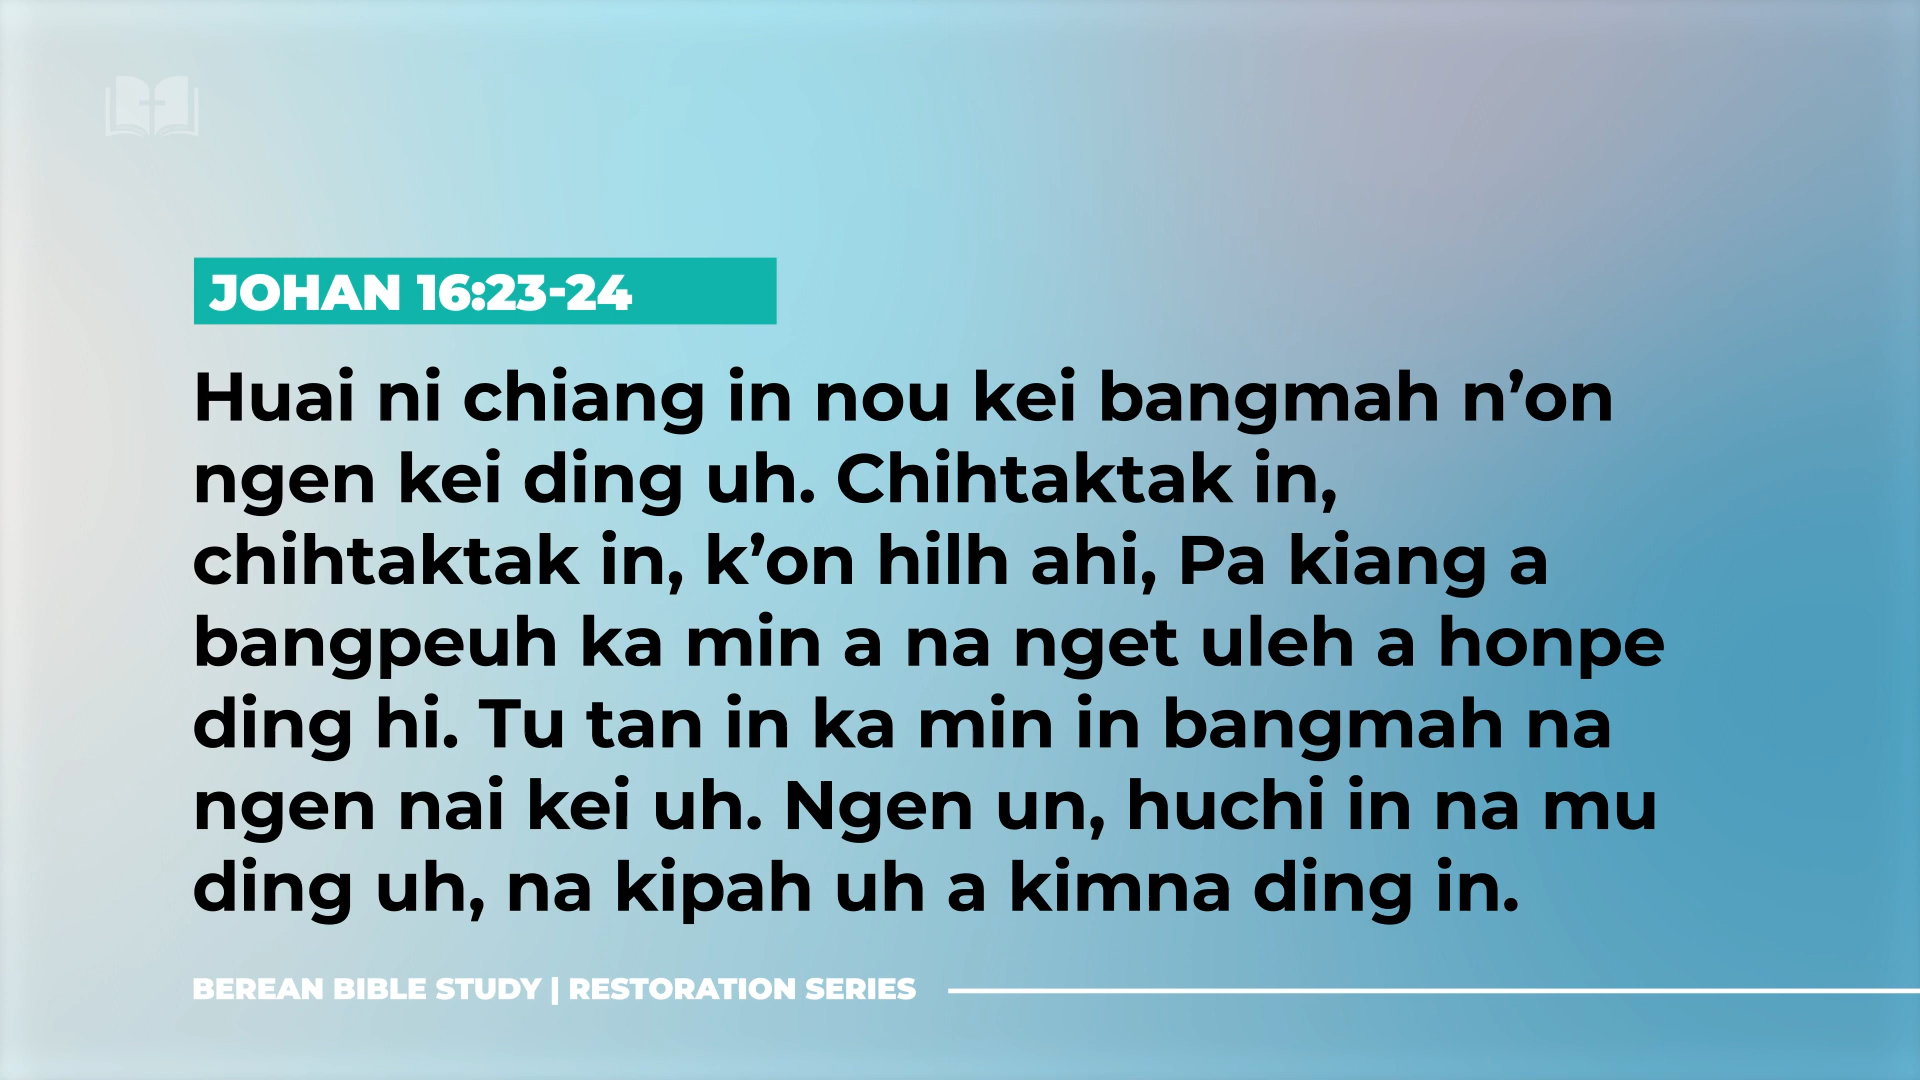 JOHAN 16:23-24
Huai ni chiang in nou kei bangmah n’on
ngen kei ding uh. Chihtaktak in,
chihtaktak in, k’on hilh ahi, Pa kiang a
bangpeuh ka min a na nget uleh a honpe
ding hi. Tu tan in ka min in bangmah na
ngen nai kei uh. Ngen un, huchi in na mu
ding uh, na kipah uh a kimna ding in.
BEREAN BIBLE STUDY | RESTORATION SERIES